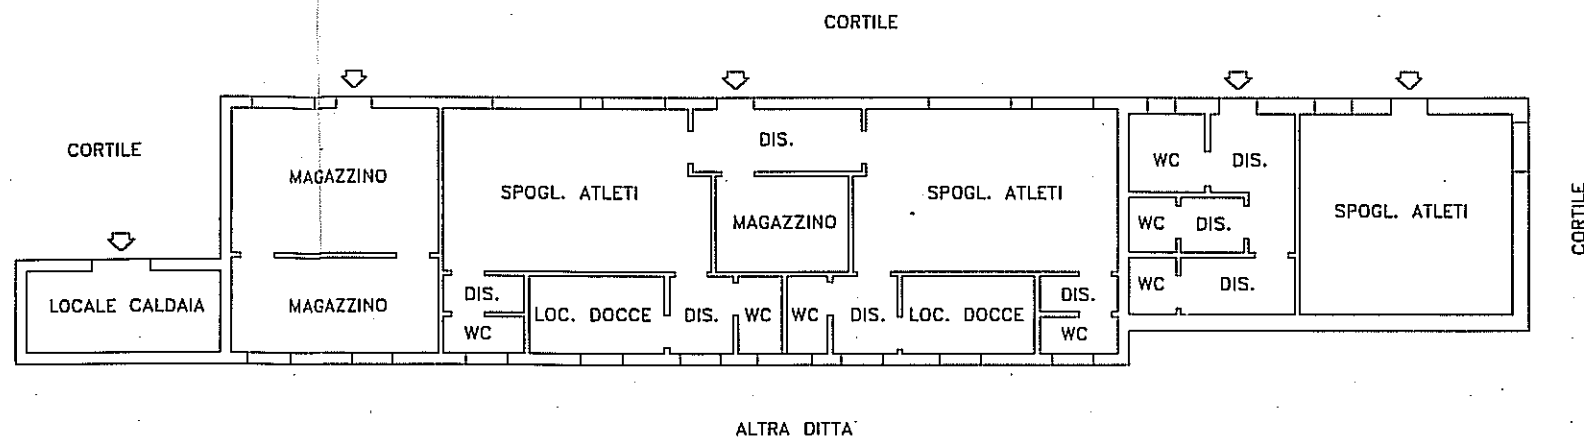 CORTILE
CORTILE
DIS.
WC
DIS.
MAGAZZINO
SPOGL. ATLETI
SPOGL. ATLETI
SPOGL. ATLETI
CORTILE
MAGAZZINO
WC
DIS.
LOCALE CALDAIA
MAGAZZINO
DIS.
WC
LOC. DOCCE
DIS.
WC
WC
DIS.
LOC. DOCCE
DIS.
WC
WC
DIS.
ALTRA DITTA'